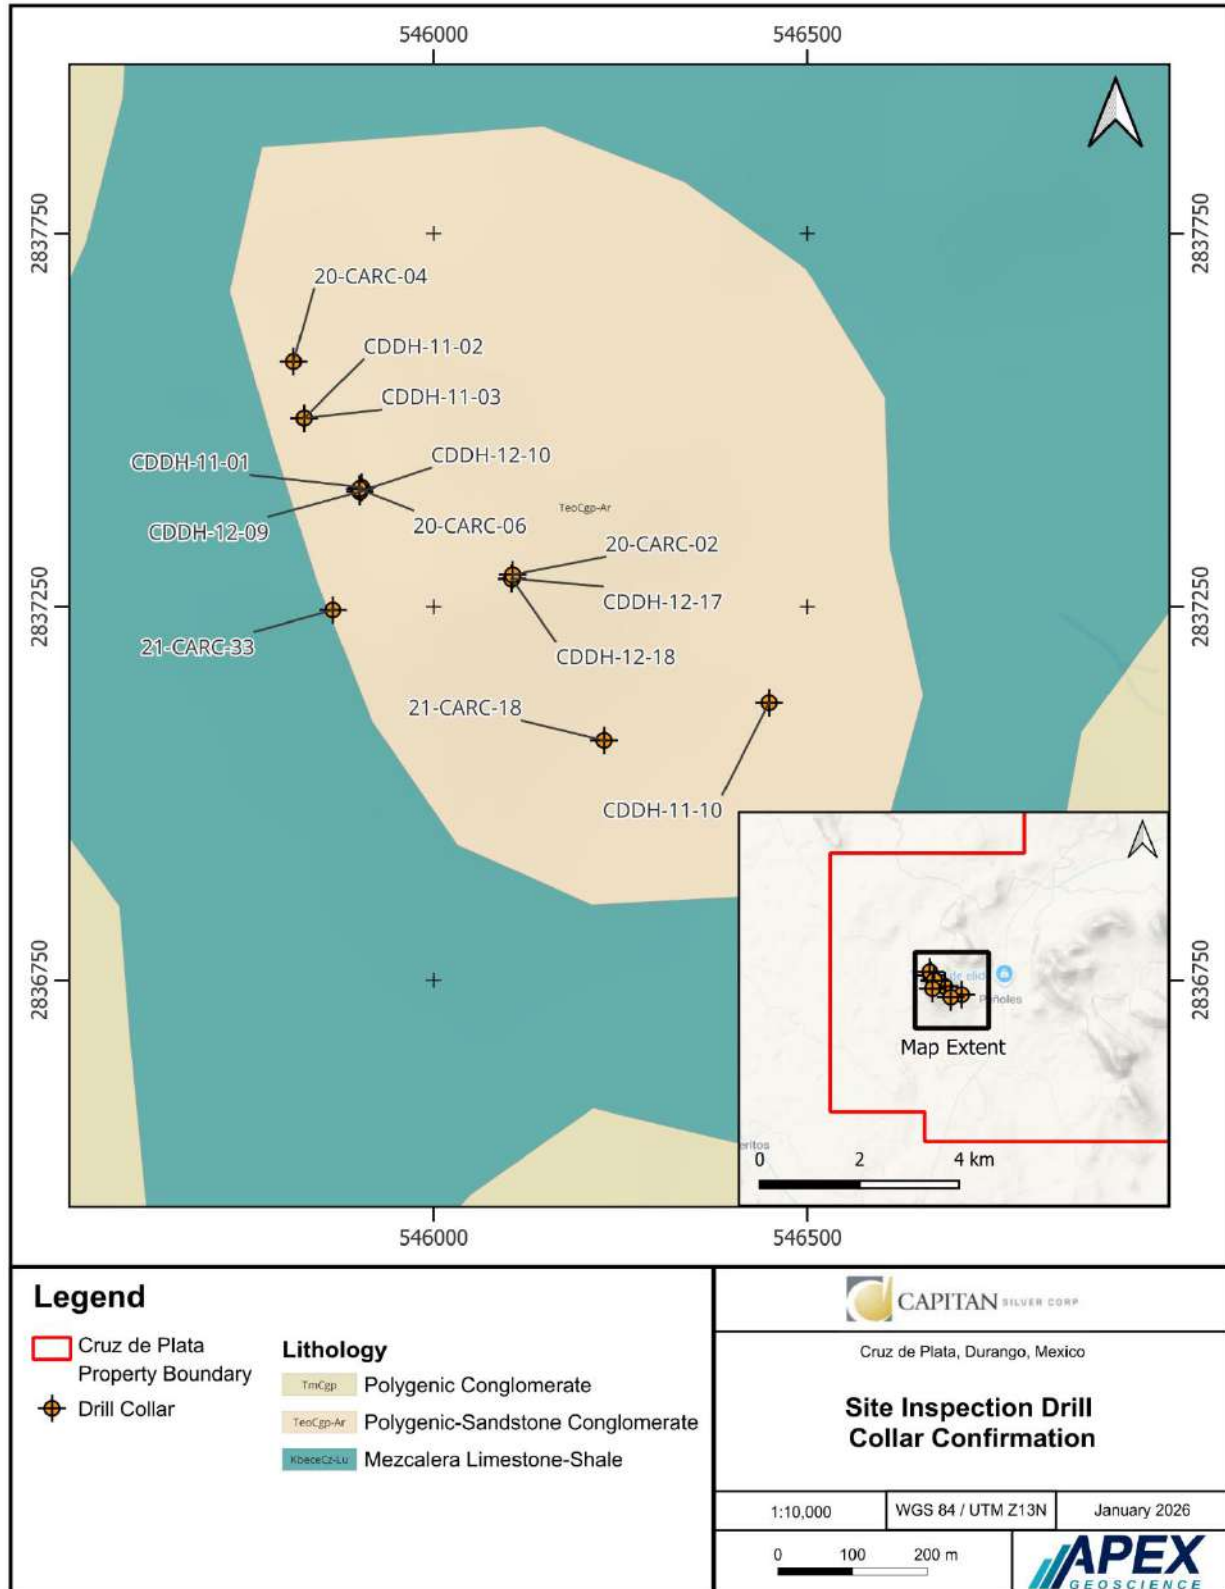 546000
546500
2837750
2837750
20-CARC-04
CDDH-11-02
CDDH-11-03
CDDH-11-01
CDDH-12-10
TeoCgp-Ar
20-CARC-06
CDDH-12-09
20-CARC-02
2837250
2837250
CDDH-12-17
21-CARC-33
CDDH-12-18
21-CARC-18
CDDH-11-10
2836750
2836750
de
Peñoles
Map Extent
eritos
0 2 4 km
546000
546500
Legend
Cruz de Plata
Property Boundary
Drill Collar
Lithology
TmCgp Polygenic Conglomerate
TeoCgp-Ar Polygenic-Sandstone Conglomerate
KbeceCz-Lu Mezcalera Limestone-Shale
CAPITAN SILVER CORP
Cruz de Plata, Durango, Mexico
Site Inspection Drill
Collar Confirmation
1:10,000
WGS 84 / UTM Z13N
January 2026
0 100 200 m
APEX
GEOSCIENCE